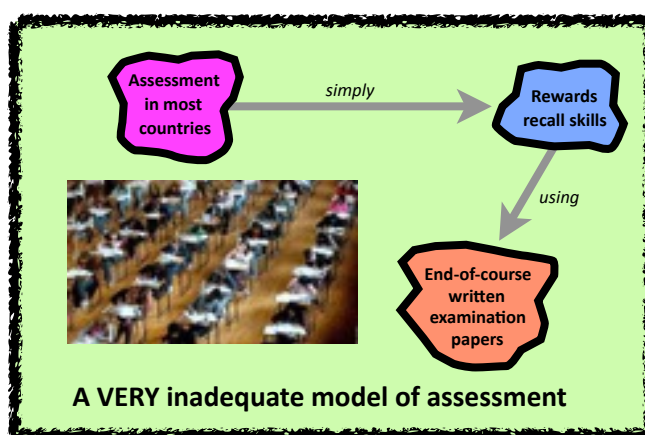 Assessment
in most
countries
simply
Rewards
recall skills
using
End-of-course
written
examination
papers
A VERY inadequate model of assessment